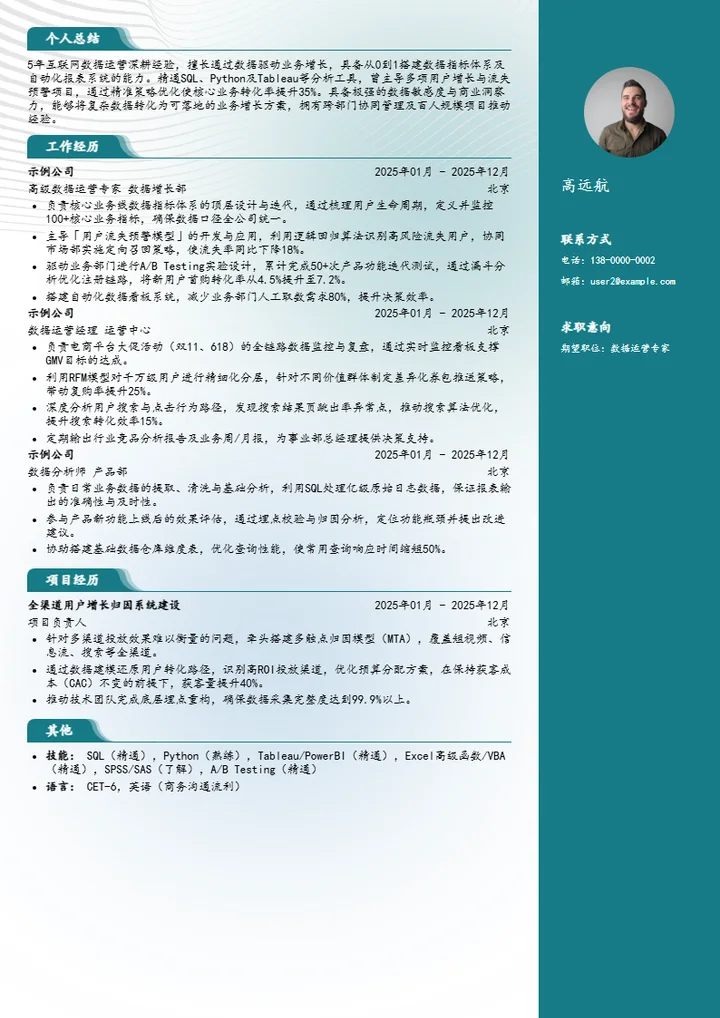 个人总结
5年互联网数据运营深耕经验，擅长通过数据驱动业务增长，具备从0到1搭建数据指标体系及
自动化报表系统的能力。精通SQL、Python及Tableau等分析工具，曾主导多项用户增长与流失
预警项目，通过精准策略优化使核心业务转化率提升35%。具备极强的数据敏感度与商业洞察
力，能够将复杂数据转化为可落地的业务增长方案，拥有跨部门协同管理及百人规模项目推动
经验。
工作经历
示例公司 2025年01月 - 2025年12月
高级数据运营专家 数据增长部 北京
• 负责核心业务线数据指标体系的顶层设计与迭代，通过梳理用户生命周期，定义并监控
100+核心业务指标，确保数据口径全公司统一。
• 主导「用户流失预警模型」的开发与应用，利用逻辑回归算法识别高风险流失用户，协同
市场部实施定向召回策略，使流失率同比下降18%。
• 驱动业务部门进行A/B Testing实验设计，累计完成50+次产品功能迭代测试，通过漏斗分
析优化注册链路，将新用户首购转化率从4.5%提升至7.2%。
• 搭建自动化数据看板系统，减少业务部门人工取数需求80%，提升决策效率。
示例公司 2025年01月 - 2025年12月
数据运营经理 运营中心 北京
• 负责电商平台大促活动（双11、618）的全链路数据监控与复盘，通过实时监控看板支撑
GMV目标的达成。
• 利用RFM模型对千万级用户进行精细化分层，针对不同价值群体制定差异化券包推送策略，
带动复购率提升25%。
• 深度分析用户搜索与点击行为路径，发现搜索结果页跳出率异常点，推动搜索算法优化，
提升搜索转化效率15%。
• 定期输出行业竞品分析报告及业务周/月报，为事业部总经理提供决策支持。
示例公司 2025年01月 - 2025年12月
数据分析师 产品部 北京
• 负责日常业务数据的提取、清洗与基础分析，利用SQL处理亿级原始日志数据，保证报表输
出的准确性与及时性。
• 参与产品新功能上线后的效果评估，通过埋点校验与归因分析，定位功能瓶颈并提出改进
建议。
• 协助搭建基础数据仓库维度表，优化查询性能，使常用查询响应时间缩短50%。
项目经历
全渠道用户增长归因系统建设 2025年01月 - 2025年12月
项目负责人 北京
• 针对多渠道投放效果难以衡量的问题，牵头搭建多触点归因模型（MTA），覆盖短视频、信
息流、搜索等全渠道。
• 通过数据建模还原用户转化路径，识别高ROI投放渠道，优化预算分配方案，在保持获客成
本（CAC）不变的前提下，获客量提升40%。
• 推动技术团队完成底层埋点重构，确保数据采集完整度达到99.9%以上。
其他
• 技能： SQL（精通），Python（熟练），Tableau/PowerBI（精通），Excel高级函数/VBA
（精通），SPSS/SAS（了解），A/B Testing（精通）
• 语言： CET-6，英语（商务沟通流利）
高远航
联系方式
电话：138-0000-0002
邮箱：user2@example.com
求职意向
期望职位：数据运营专家